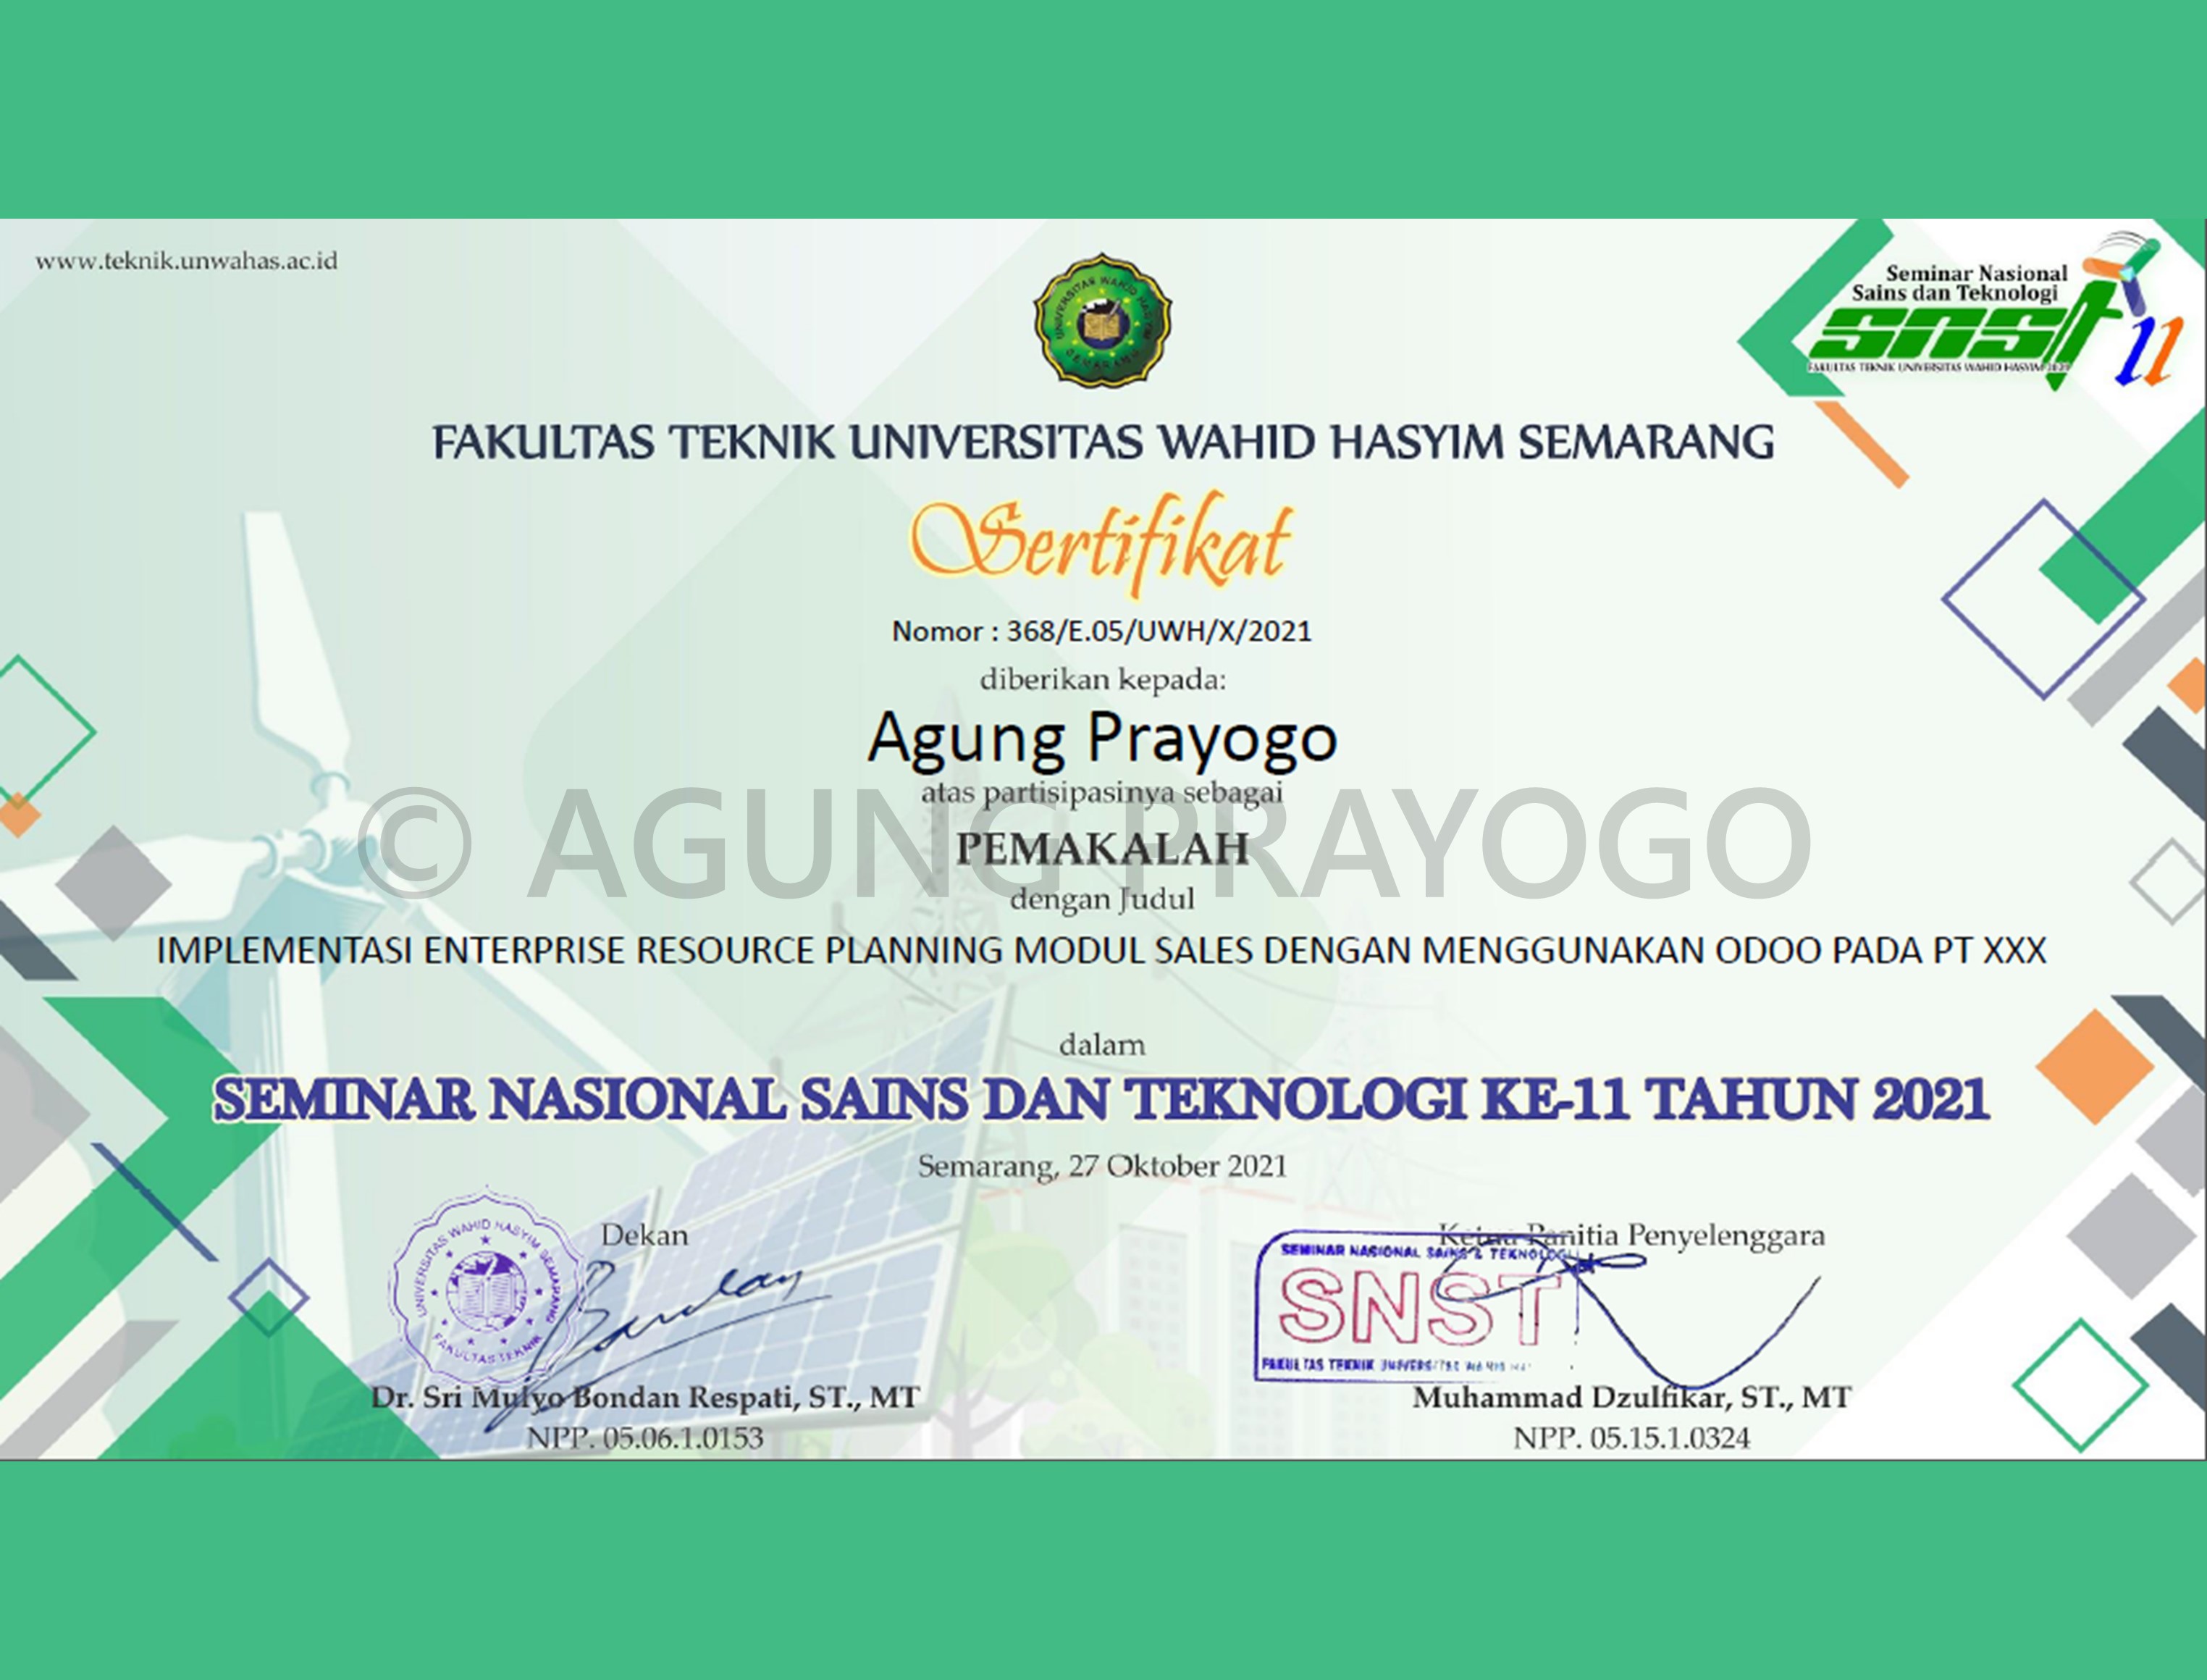 www.teknik.unwahas.ac.id
UNIVERSITAS WAHID HASYIM
SEMARANG
Seminar Nasional
Sains dan Teknologi
snst 11
FAKULTAS TEKNIK UNIVERSITAS WAHID HASYIM 2021
FAKULTAS TEKNIK UNIVERSITAS WAHID HASYIM SEMARANG
Sertifikat
Nomor : 368/E.05/UWH/X/2021
diberikan kepada:
Agung Prayogo
atas partisipasinya sebagai
© AGUNG PRAYOGO
PEMAKALAH
dengan Judul
IMPLEMENTASI ENTERPRISE RESOURCE PLANNING MODUL SALES DENGAN MENGGUNAKAN ODOO PADA PT XXX
dalam
SEMINAR NASIONAL SAINS DAN TEKNOLOGI KE-11 TAHUN 2021
Semarang, 27 Oktober 2021
Dekan
UNIVERSITAS WAHID HASYIM SEMARANG
FAKULTAS TEKNIK
Dr. Sri Mulyo Bondan Respati, ST., MT
NPP. 05.06.1.0153
Ketua Panitia Penyelenggara
SEMINAR NASIONAL SAINS & TEKNOLOGI
SNST
FAKULTAS TEKNIK UNIVERSITAS WAHID
Muhammad Dzulfikar, ST., MT
NPP. 05.15.1.0324